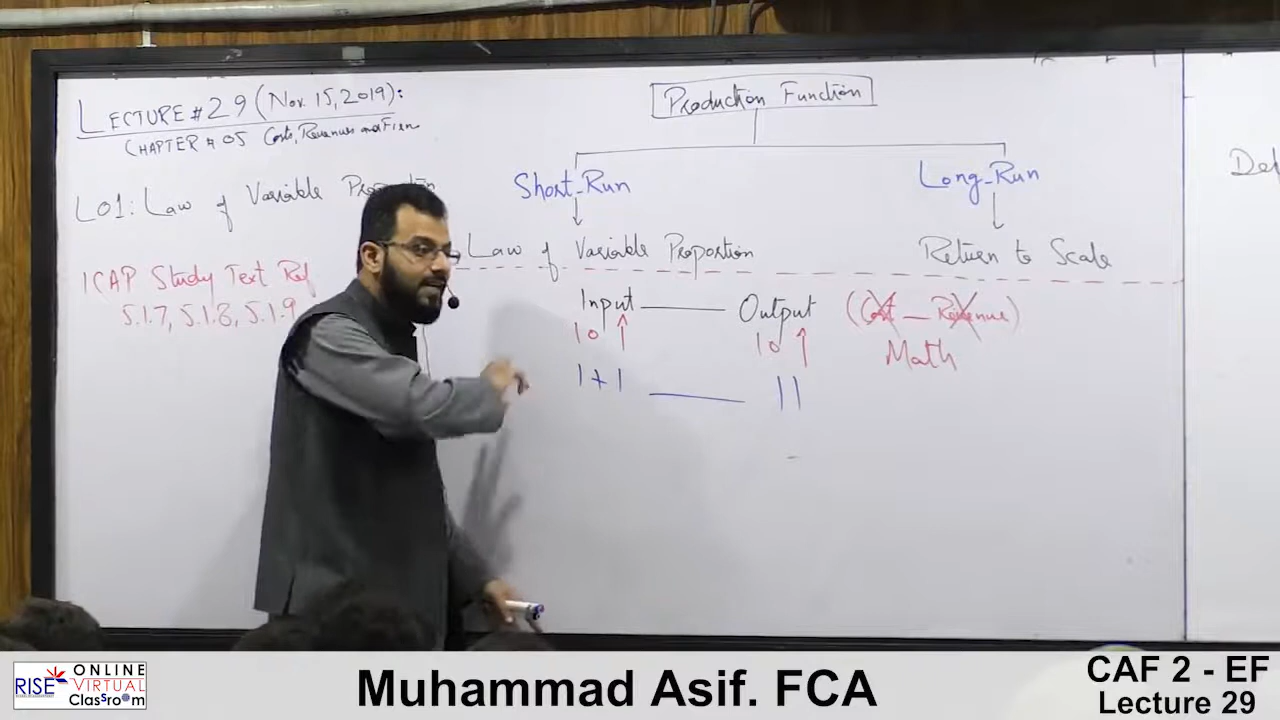 LECTURE # 29 (Nov. 15, 2019):
CHAPTER # 05 Costs, Revenues and Firm
LO1: Law of Variable Proportion
ICAP Study Text Ref
5.1.7, 5.1.8, 5.1.9
Production Function
Short-Run
Long-Run
Law of Variable Proportion
Return to Scale
Input
Output
(Cost — Revenue)
10 ↑
10 ↑
Math
1+1
11
RISE
ONLINE
VIRTUAL
ClasSro@m
Muhammad Asif. FCA
CAF 2 - EF
Lecture 29